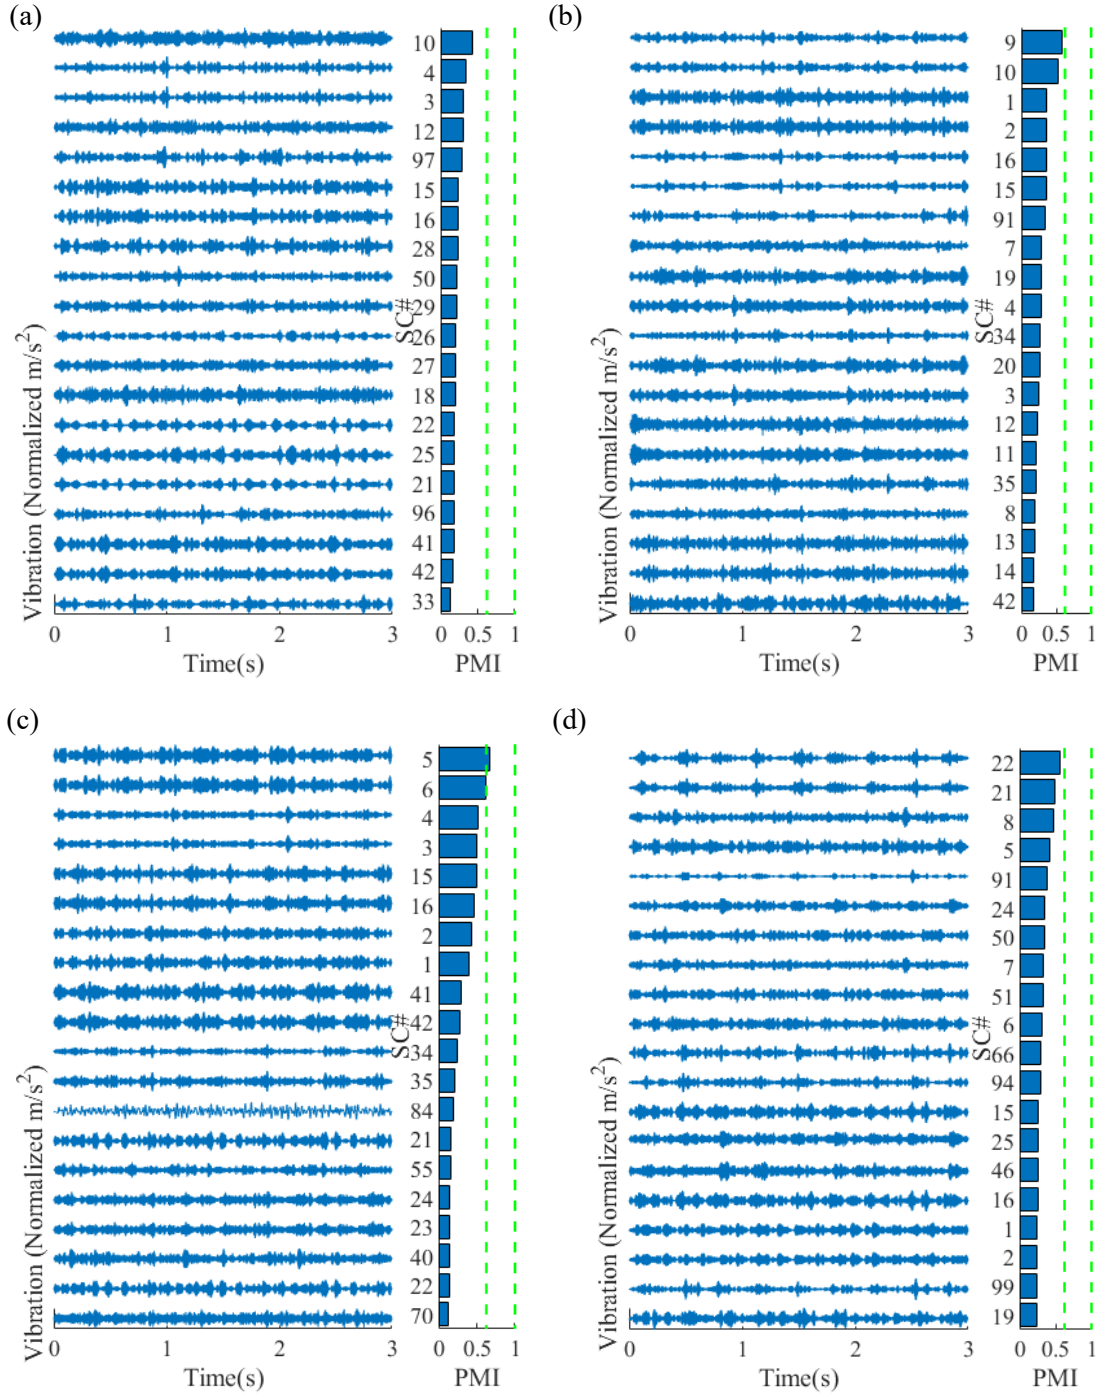 (a)
Vibration (Normalized m/s²)
10
4
3
12
97
15
16
28
50
29
26
27
18
22
25
21
96
41
42
33
SC#
0 1 2 3
Time(s)
0 0.5 1
PMI
(b)
Vibration (Normalized m/s²)
9
10
1
2
16
15
91
7
19
4
34
20
3
12
11
35
8
13
14
42
SC#
0 1 2 3
Time(s)
0 0.5 1
PMI
(c)
Vibration (Normalized m/s²)
5
6
4
3
15
16
2
1
41
42
34
35
84
21
55
24
23
40
22
70
SC#
0 1 2 3
Time(s)
0 0.5 1
PMI
(d)
Vibration (Normalized m/s²)
22
21
8
5
91
24
50
7
51
6
66
94
15
25
46
16
1
2
99
19
SC#
0 1 2 3
Time(s)
0 0.5 1
PMI